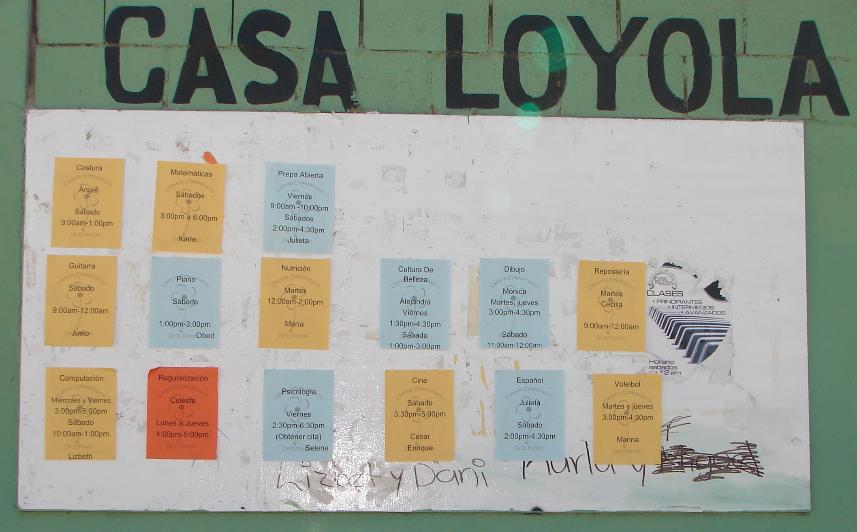 CASA LOYOLA
Costura
Ángel
Sábado
9:00am-1:00pm
Matemáticas
Sábados
3:00pm a 6:00pm
Karla
Prepa Abierta
Viernes
9:00am-10:00pm
Sábados
2:00pm-4:30pm
Julieta
Guitarra
Sábado
9:00am-12:00am
Justo
Piano
Sábado
1:00pm-3:00pm
Obed
Nutrición
Martes
12:00am-2:00pm
María
Cultura De
Belleza
Alejandra
Viernes
1:30pm-4:30pm
Sábado
1:00pm-3:00pm
Dibujo
Mónica
Martes, jueves
3:00pm-4:30pm
Sábado
11:00am-12:00am
Repostería
Martes
Cecilia
9:00am-12:00am
CLASES
• PRINCIPIANTES
• INTERMEDIOS
• AVANZADOS
Horario
sabados
Computación
Miércoles y Viernes
3:00pm-5:00pm
Sábado
10:00am-1:00pm
Lizbeth
Regularización
Celeste
Lunes a Jueves
4:00pm-5:00pm
Psicología
Viernes
2:30pm-6:30pm
(Obtener cita)
Selene
Cine
Sábado
3:30pm-5:00pm
Cesar
Enrique
Español
Julieta
Sábado
2:00pm-4:30pm
Voleibol
Martes y jueves
3:00pm-4:30pm
Marina
y Dani